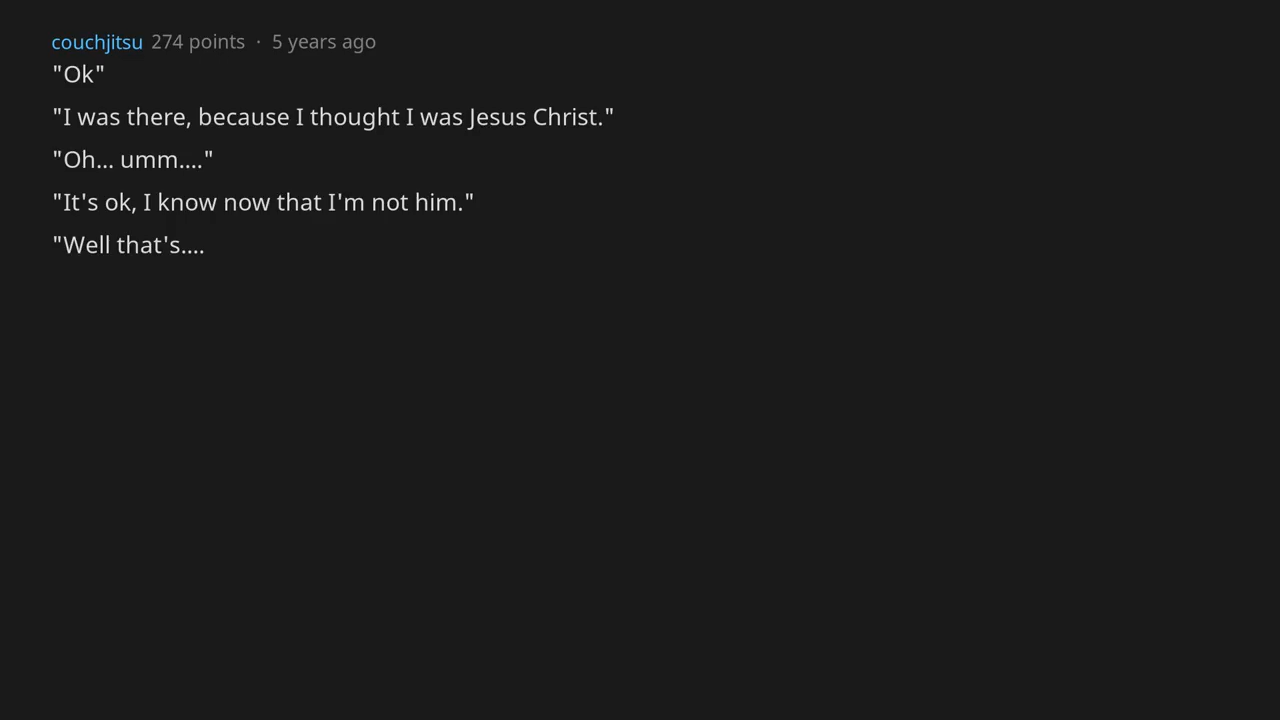 couchjitsu 274 points · 5 years ago
"Ok"
"I was there, because I thought I was Jesus Christ."
"Oh... umm...."
"It's ok, I know now that I'm not him."
"Well that's....